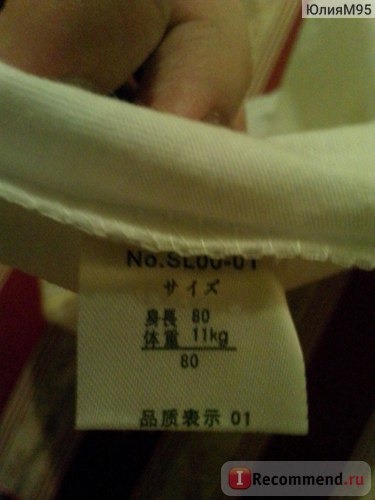 ЮлияМ95
No.SL00-01
サイズ
身長 80
体重 11kg
80
品质表示 01
I Recommend.ru